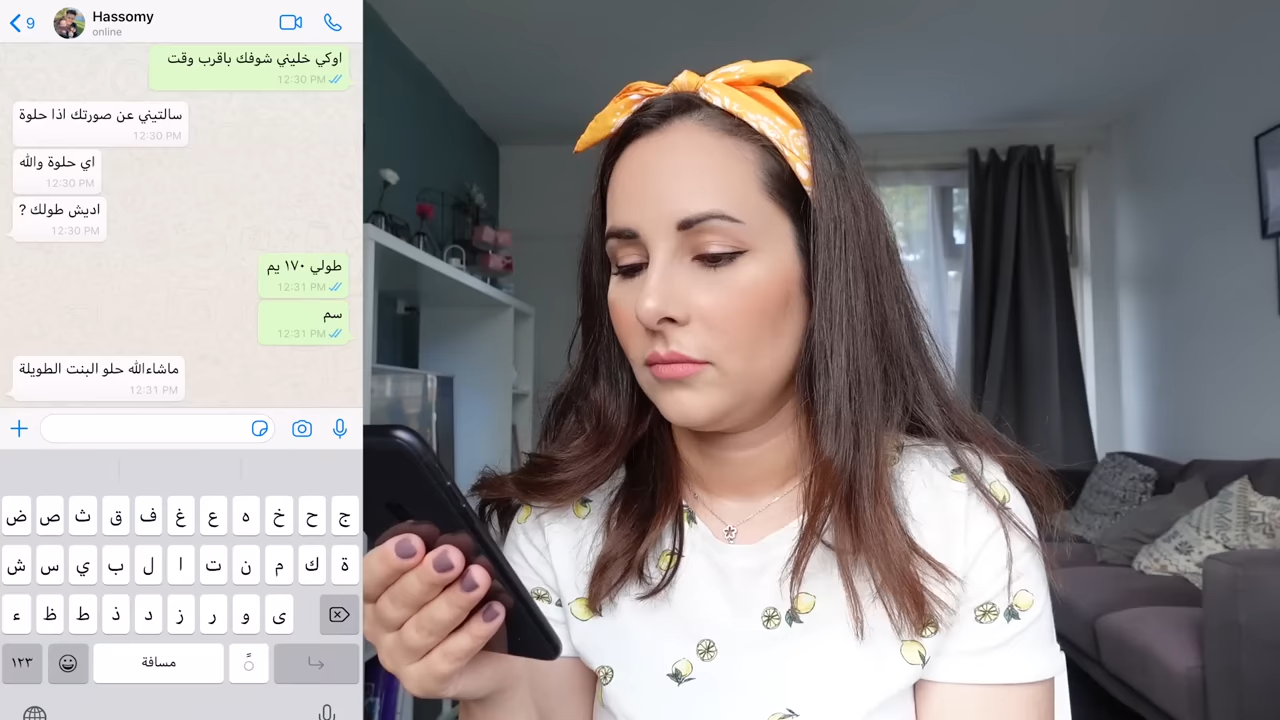 9
Hassomy
online
اوكي خليني شوفك باقرب وقت
12:30 PM
سالتيني عن صورتك اذا حلوة
12:30 PM
اي حلوة والله
12:30 PM
اديش طولك ?
12:30 PM
طولي ١٧٠ يم
12:31 PM
سم
12:31 PM
ماشاءالله حلو البنت الطويلة
12:31 PM
ض ص ث ق ف غ ع ه خ ح ج
ش س ي ب ل ا ت ن م ك ة
ء ظ ط ذ د ز ر و ى
١٢٣ مسافة